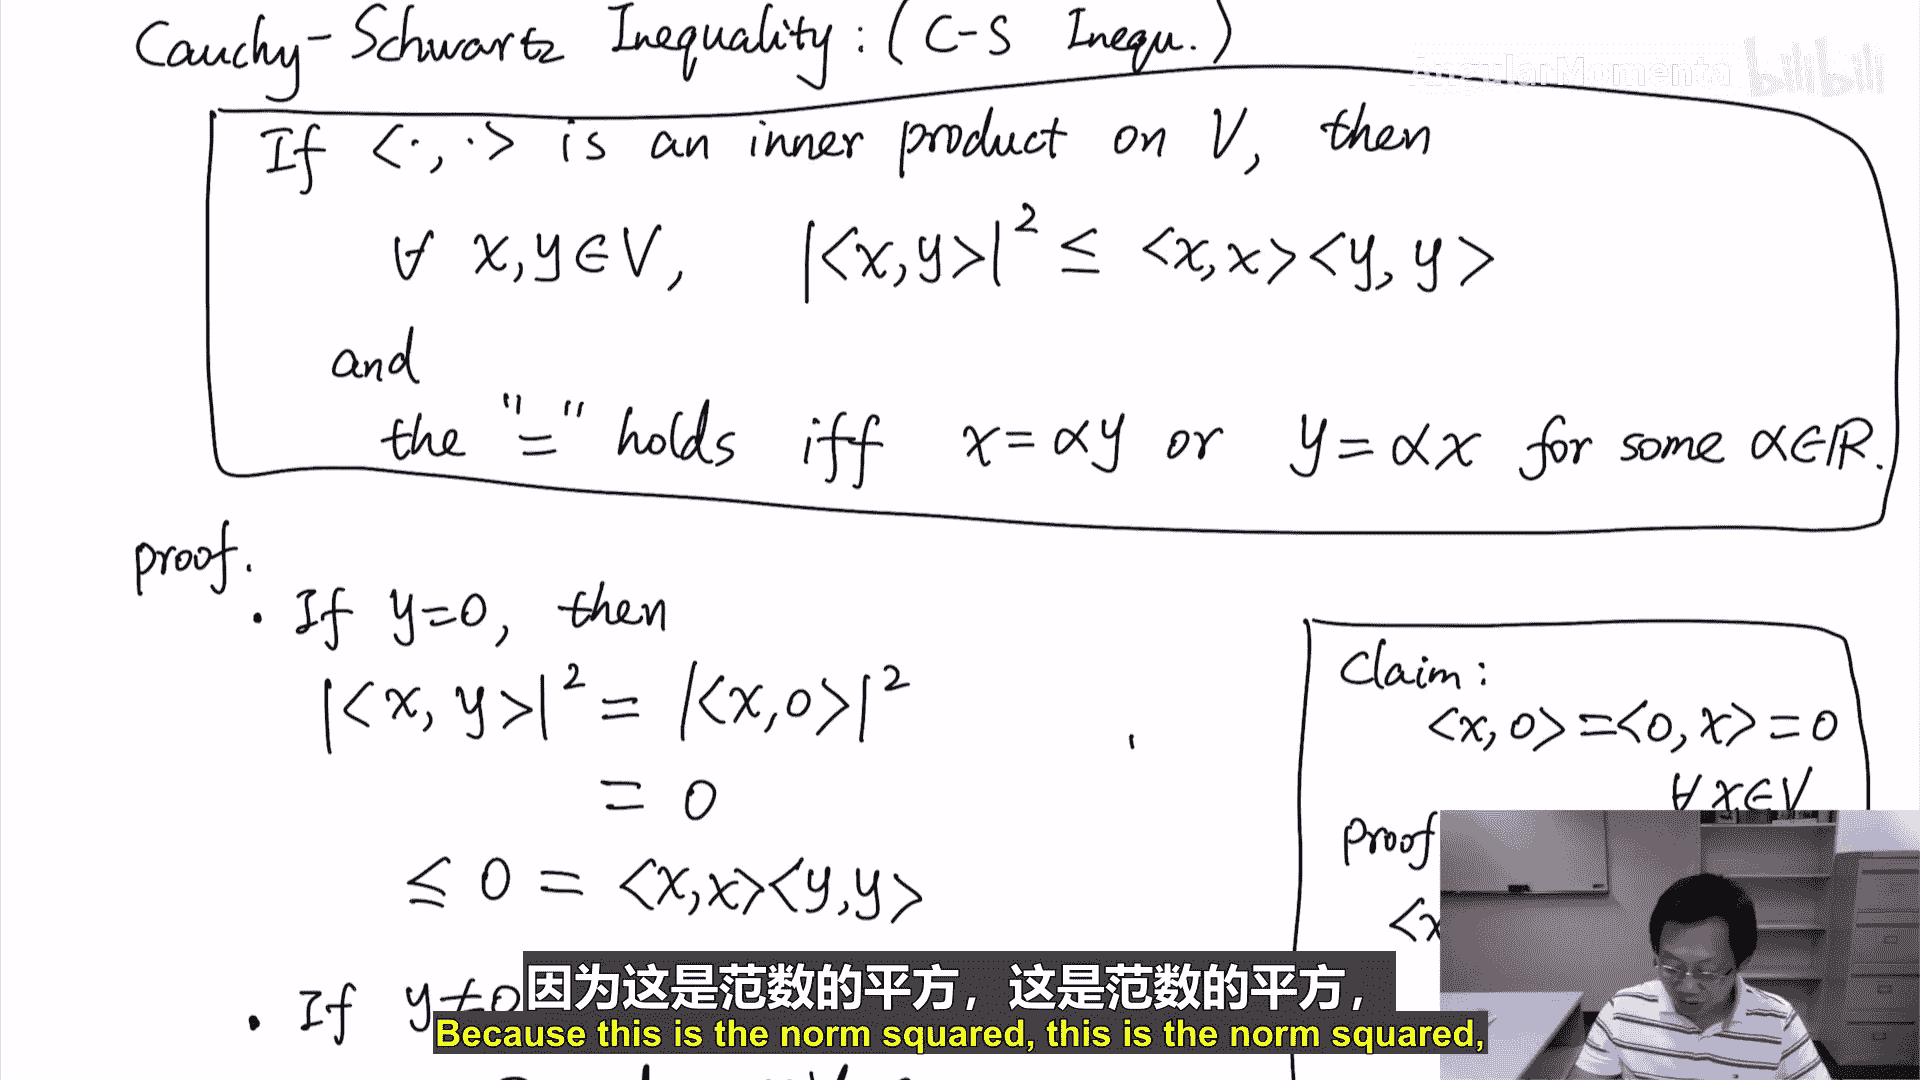 Cauchy-Schwartz Inequality: (C-S Inequ.)
AngularMomenta bilibili
If <·,·> is an inner product on V, then
∀ x,y∈V, |<x,y>|² ≤ <x,x><y,y>
and
the "=" holds iff x=αy or y=αx for some α∈ℝ.
proof.
· If y=0, then
|<x,y>|² = |<x,0>|²
= 0
≤ 0 = <x,x><y,y>
· If y≠0
Claim:
<x,0>=<0,x>=0
∀ x∈V
Proof
<x
因为这是范数的平方，这是范数的平方，
Because this is the norm squared, this is the norm squared,